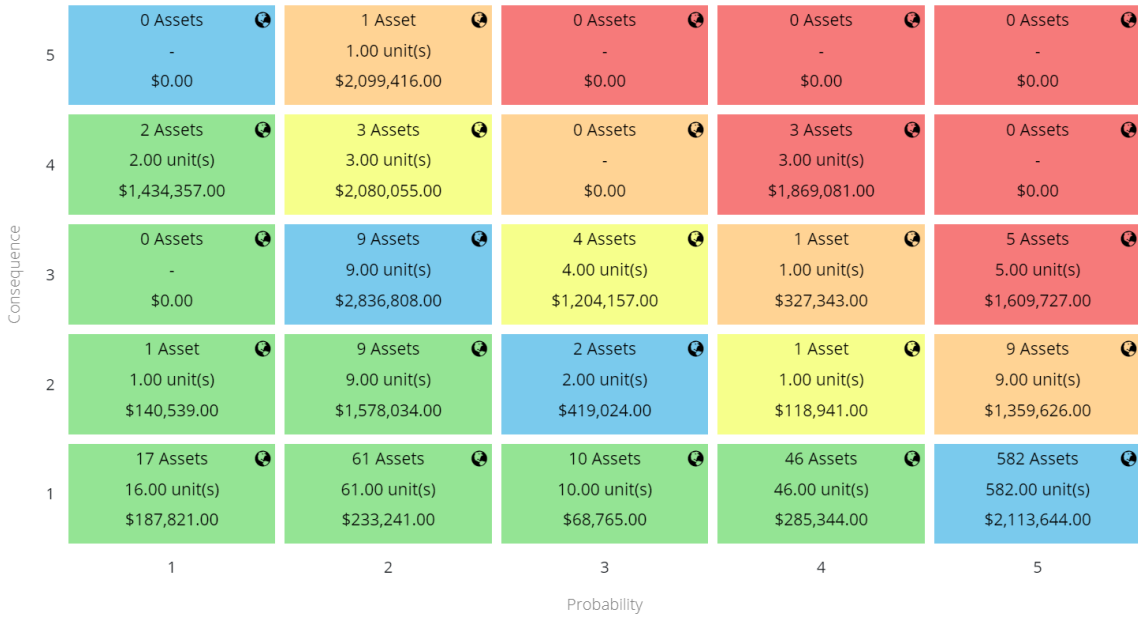 0 Assets
-
$0.00
1 Asset
1.00 unit(s)
$2,099,416.00
0 Assets
-
$0.00
0 Assets
-
$0.00
0 Assets
-
$0.00
5
2 Assets
2.00 unit(s)
$1,434,357.00
3 Assets
3.00 unit(s)
$2,080,055.00
0 Assets
-
$0.00
3 Assets
3.00 unit(s)
$1,869,081.00
0 Assets
-
$0.00
4
0 Assets
-
$0.00
9 Assets
9.00 unit(s)
$2,836,808.00
4 Assets
4.00 unit(s)
$1,204,157.00
1 Asset
1.00 unit(s)
$327,343.00
5 Assets
5.00 unit(s)
$1,609,727.00
3
Consequence
1 Asset
1.00 unit(s)
$140,539.00
9 Assets
9.00 unit(s)
$1,578,034.00
2 Assets
2.00 unit(s)
$419,024.00
1 Asset
1.00 unit(s)
$118,941.00
9 Assets
9.00 unit(s)
$1,359,626.00
2
17 Assets
16.00 unit(s)
$187,821.00
61 Assets
61.00 unit(s)
$233,241.00
10 Assets
10.00 unit(s)
$68,765.00
46 Assets
46.00 unit(s)
$285,344.00
582 Assets
582.00 unit(s)
$2,113,644.00
1
1
2
3
4
5
Probability